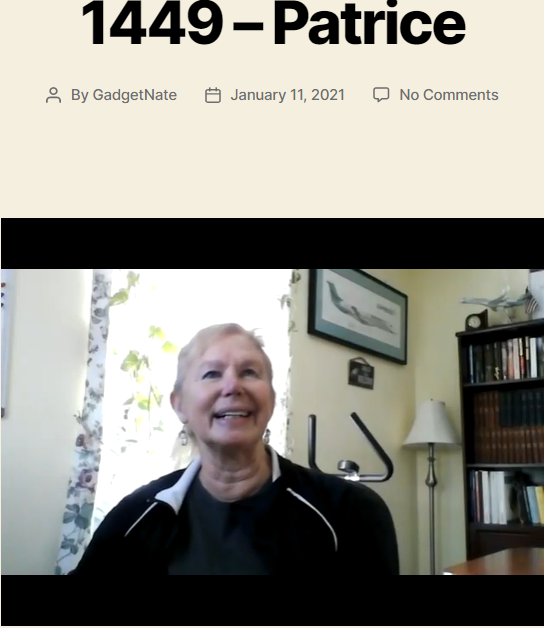 1449 – Patrice
By GadgetNate
January 11, 2021
No Comments